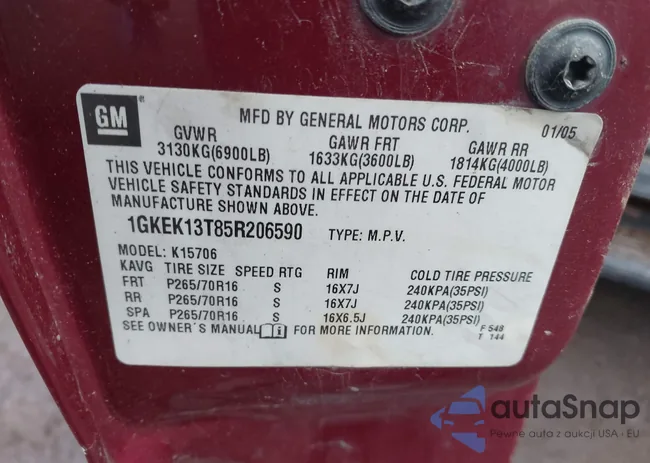 GM
MFD BY GENERAL MOTORS CORP. 01/05
GVWR GAWR FRT GAWR RR
3130KG(6900LB) 1633KG(3600LB) 1814KG(4000LB)
THIS VEHICLE CONFORMS TO ALL APPLICABLE U.S. FEDERAL MOTOR
VEHICLE SAFETY STANDARDS IN EFFECT ON THE DATE OF
MANUFACTURE SHOWN ABOVE.
1GKEK13T85R206590 TYPE: M.P.V.
MODEL: K15706
KAVG TIRE SIZE SPEED RTG RIM COLD TIRE PRESSURE
FRT P265/70R16 S 16X7J 240KPA(35PSI)
RR P265/70R16 S 16X7J 240KPA(35PSI)
SPA P265/70R16 S 16X6.5J 240KPA(35PSI)
SEE OWNER'S MANUAL FOR MORE INFORMATION.
F 548
T 144
autaSnap
Pewne auta z aukcji USA i EU